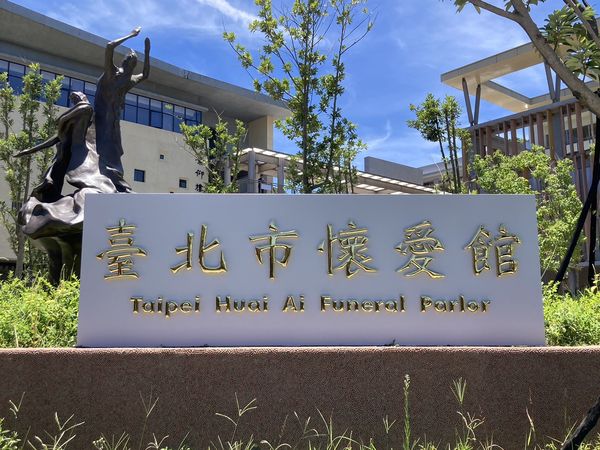 臺北市懷愛館
Taipei Huai Ai Funeral Parlor